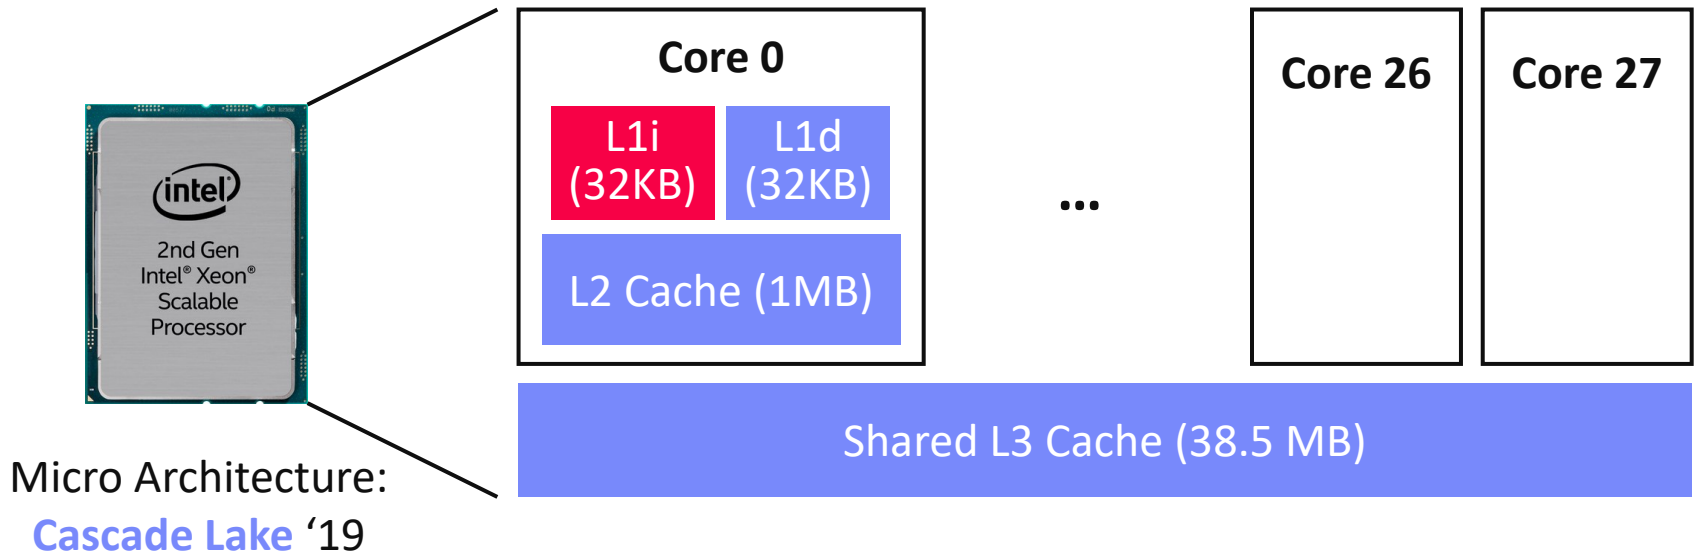 Core 0
L1i
(32KB)
L1d
(32KB)
L2 Cache (1MB)
...
Core 26
Core 27
Shared L3 Cache (38.5 MB)
intel
2nd Gen
Intel® Xeon®
Scalable
Processor
Micro Architecture:
Cascade Lake ‘19